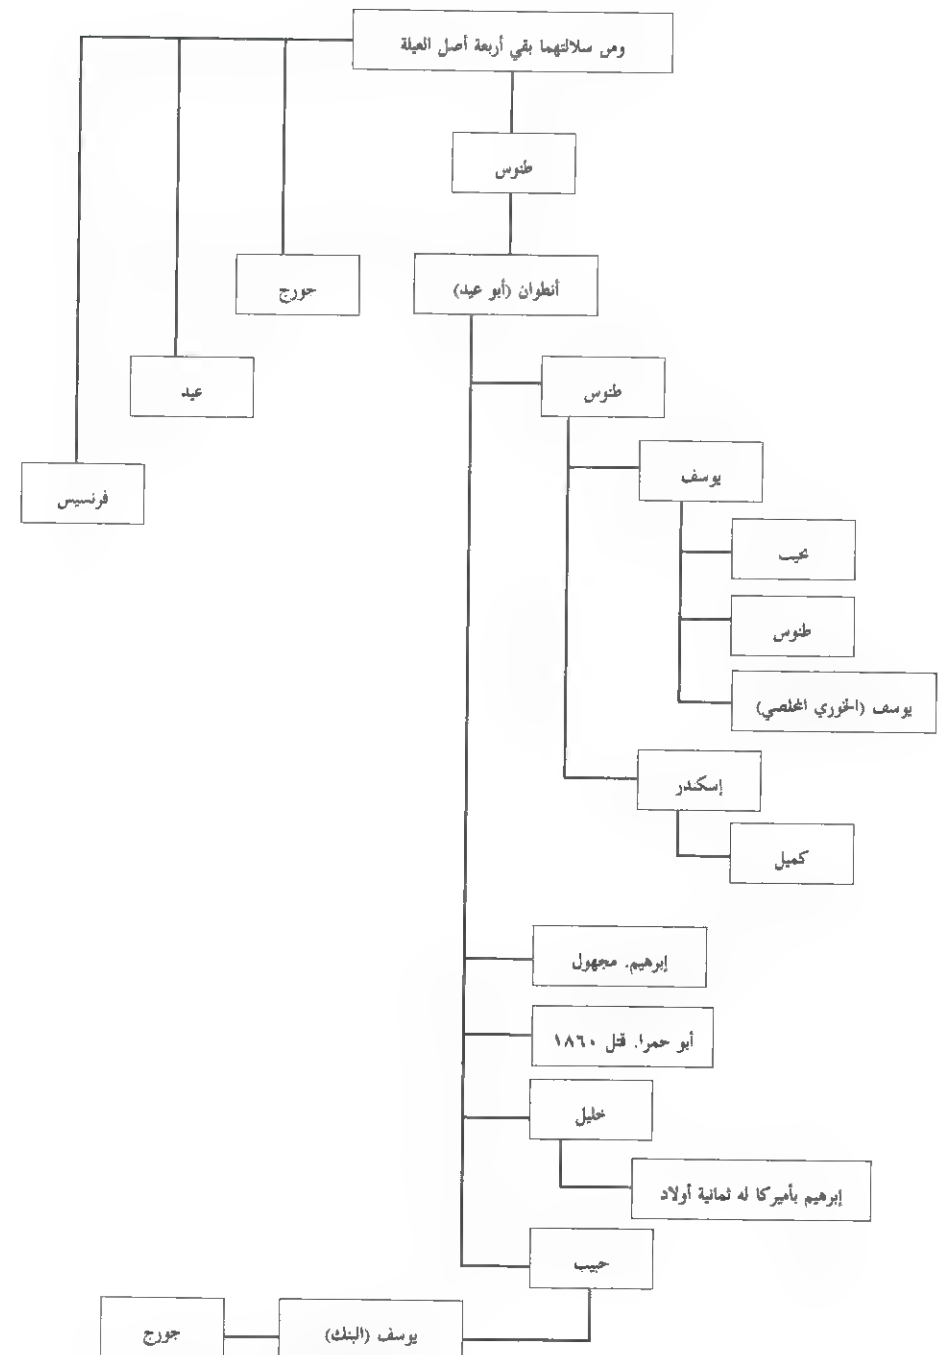 ومن سلالتهما بقي أربعة أصل العيلة
طنوس
جورج
أنطوان (أبو عيد)
عيد
طنوس
فرنسيس
يوسف
نجيب
طنوس
يوسف (الخوري المخلصي)
إسكندر
كميل
إبرهيم. مجهول
أبو حمرا. قتل ١٨٦٠
خليل
إبرهيم بأميركا له ثمانية أولاد
حبيب
يوسف (البنك)
جورج